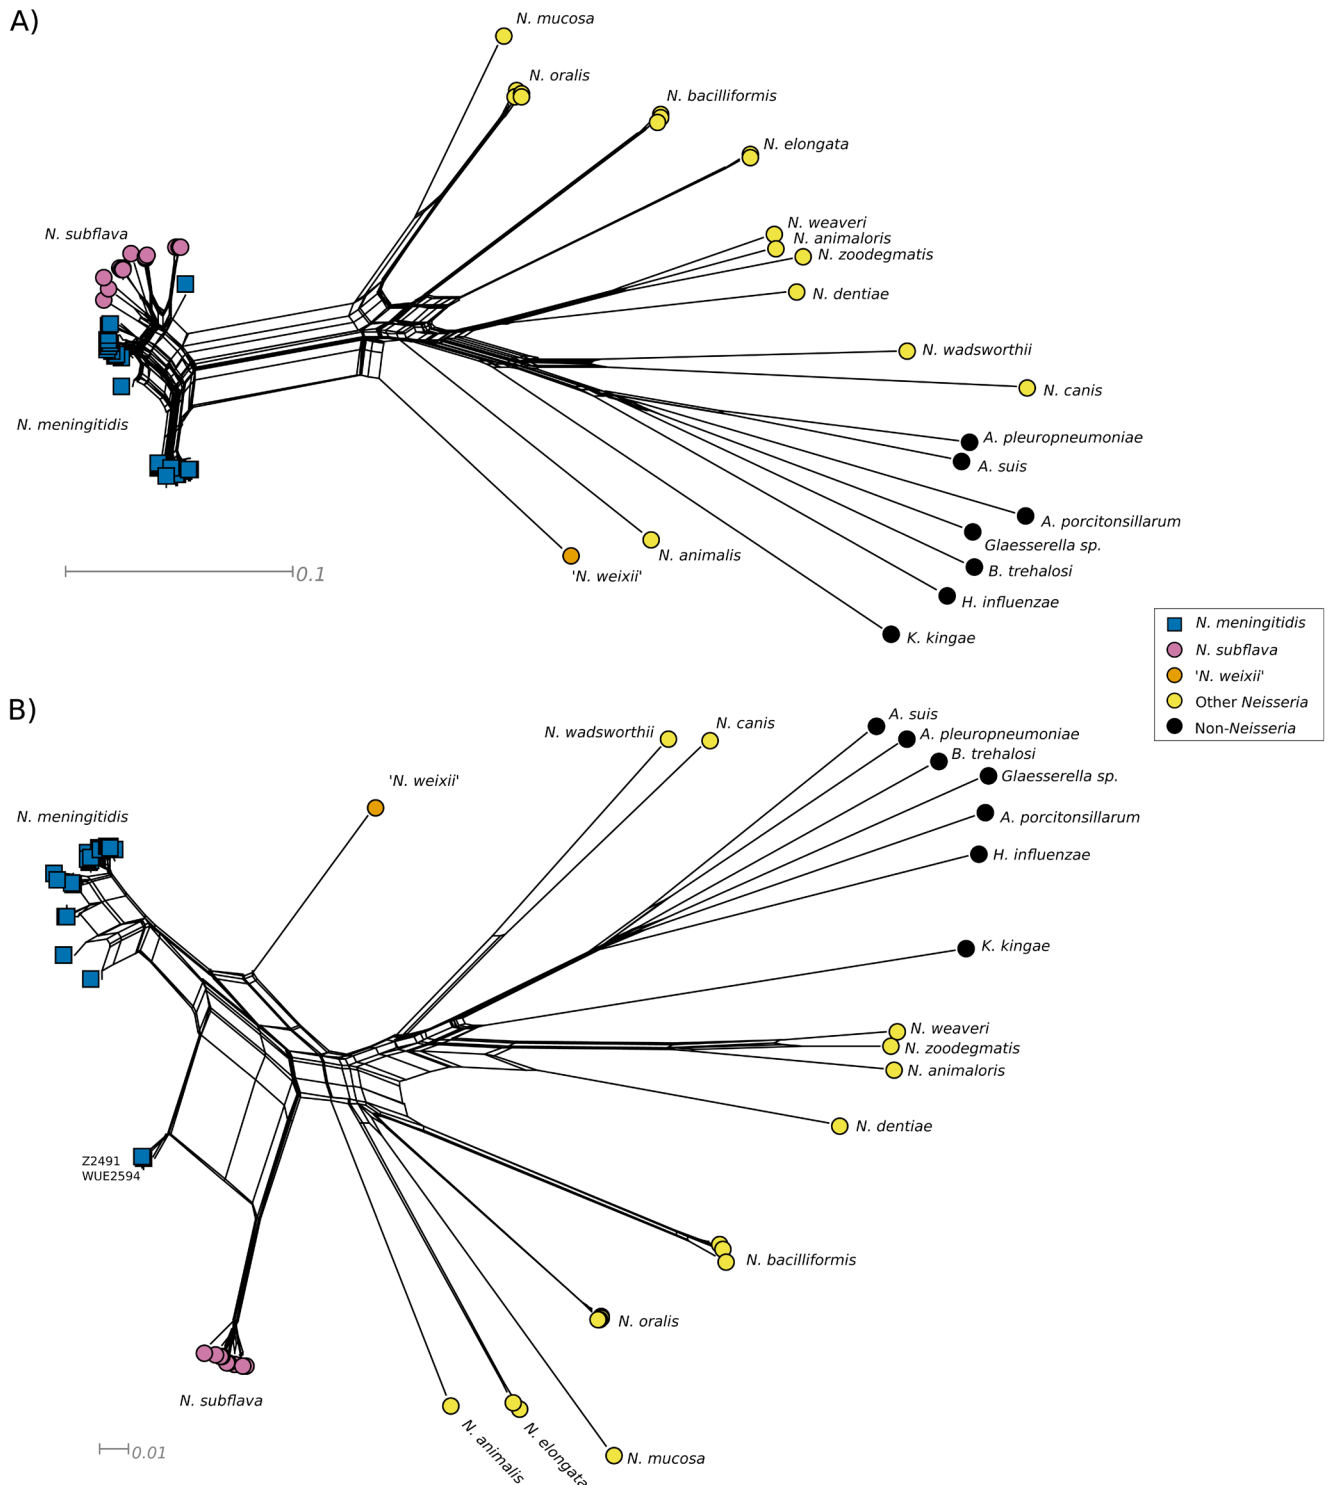 A)
N. mucosa
N. oralis
N. bacilliformis
N. elongata
N. weaveri
N. subflava
N. animaloris
N. zoodegmatis
N. dentiae
N. wadsworthii
N. canis
N. meningitidis
A. pleuropneumoniae
A. suis
A. porcitonsillarum
Glaesserella sp.
N. animalis
B. trehalosi
'N. weixii'
0.1
H. influenzae
K. kingae
N. meningitidis
N. subflava
'N. weixii'
Other Neisseria
Non-Neisseria
B)
A. suis
N. canis
N. wadsworthii
A. pleuropneumoniae
B. trehalosi
Glaesserella sp.
'N. weixii'
N. meningitidis
A. porcitonsillarum
H. influenzae
K. kingae
N. weaveri
N. zoodegmatis
N. animaloris
N. dentiae
Z2491
WUE2594
N. bacilliformis
N. oralis
N. subflava
N. animalis
N. elongata
N. mucosa
0.01